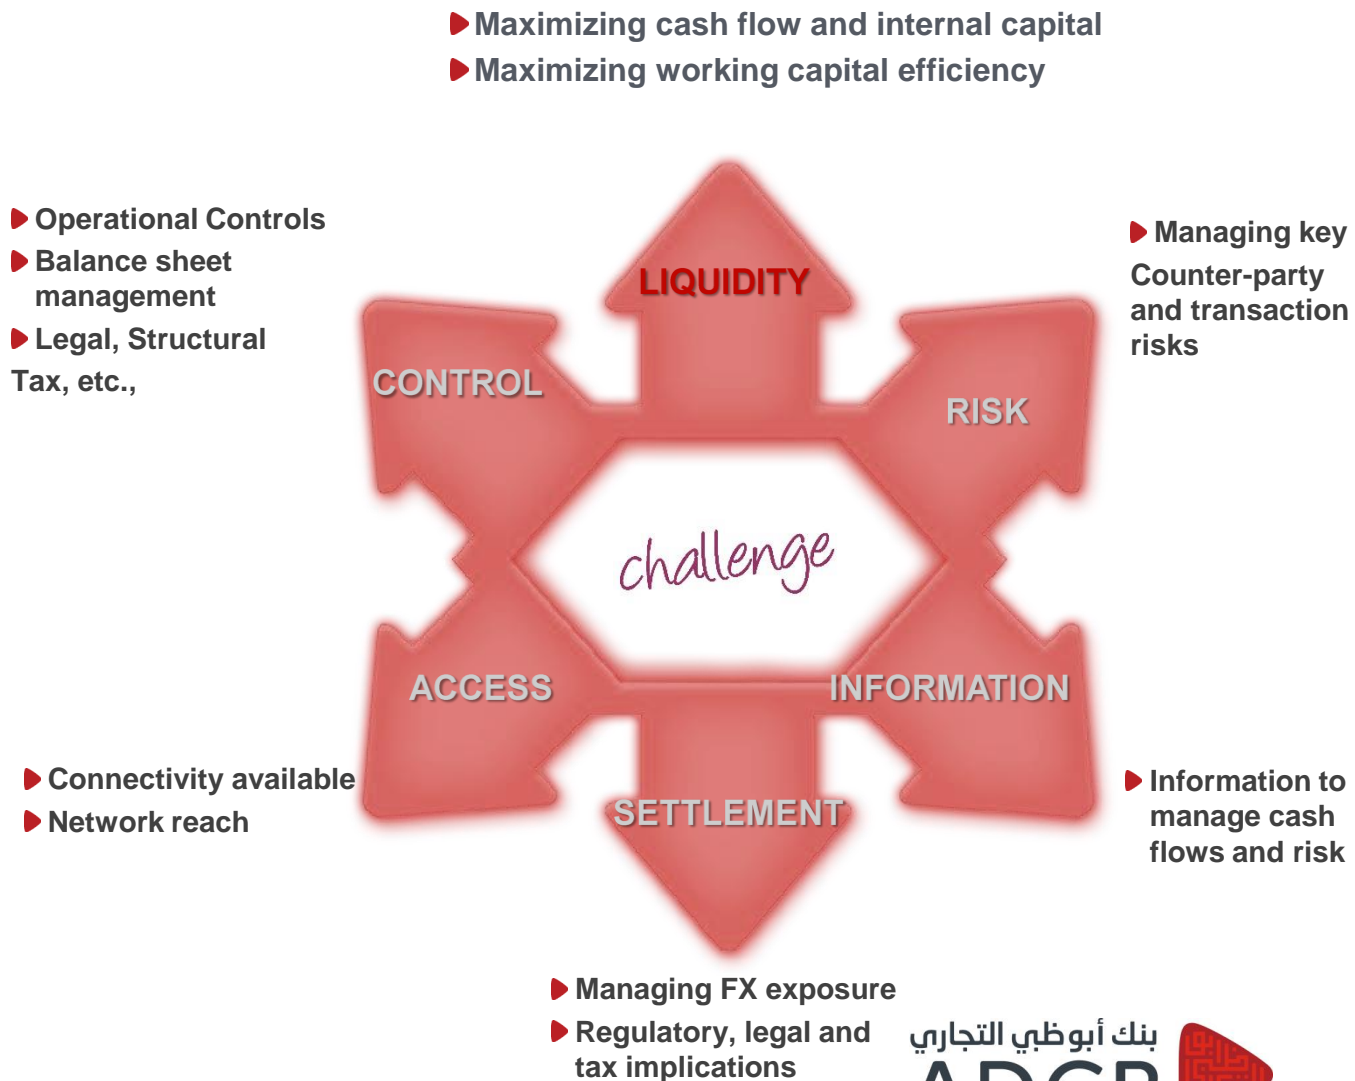 Maximizing cash flow and internal capital
Maximizing working capital efficiency
Operational Controls
Balance sheet
management
Legal, Structural
Tax, etc.,
Managing key
Counter-party
and transaction
risks
LIQUIDITY
CONTROL
RISK
challenge
ACCESS
INFORMATION
SETTLEMENT
Connectivity available
Network reach
Information to
manage cash
flows and risk
Managing FX exposure
Regulatory, legal and
tax implications
بنك أبوظبي التجاري
ADCB